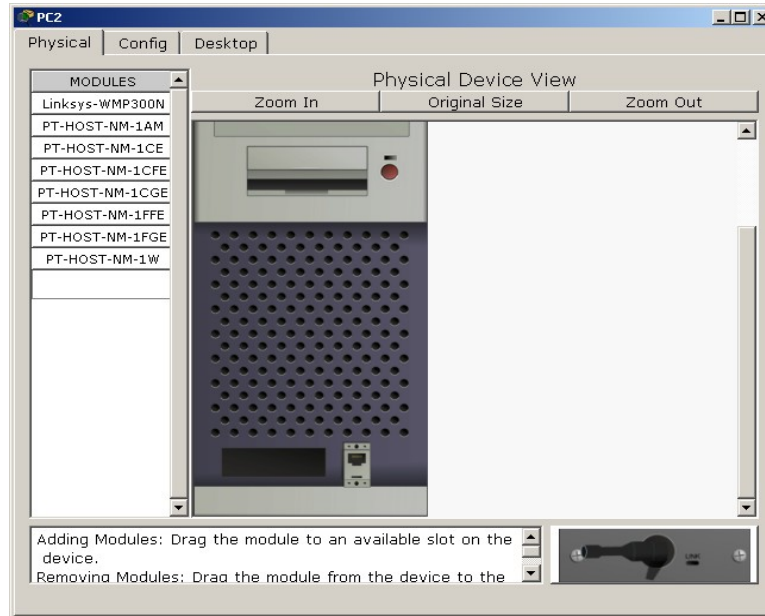 PC2
Physical
Config
Desktop
MODULES
Linksys-WMP300N
PT-HOST-NM-1AM
PT-HOST-NM-1CE
PT-HOST-NM-1CFE
PT-HOST-NM-1CGE
PT-HOST-NM-1FFE
PT-HOST-NM-1FGE
PT-HOST-NM-1W
Physical Device View
Zoom In
Original Size
Zoom Out
Adding Modules: Drag the module to an available slot on the
device.
Removing Modules: Drag the module from the device to the
LINK